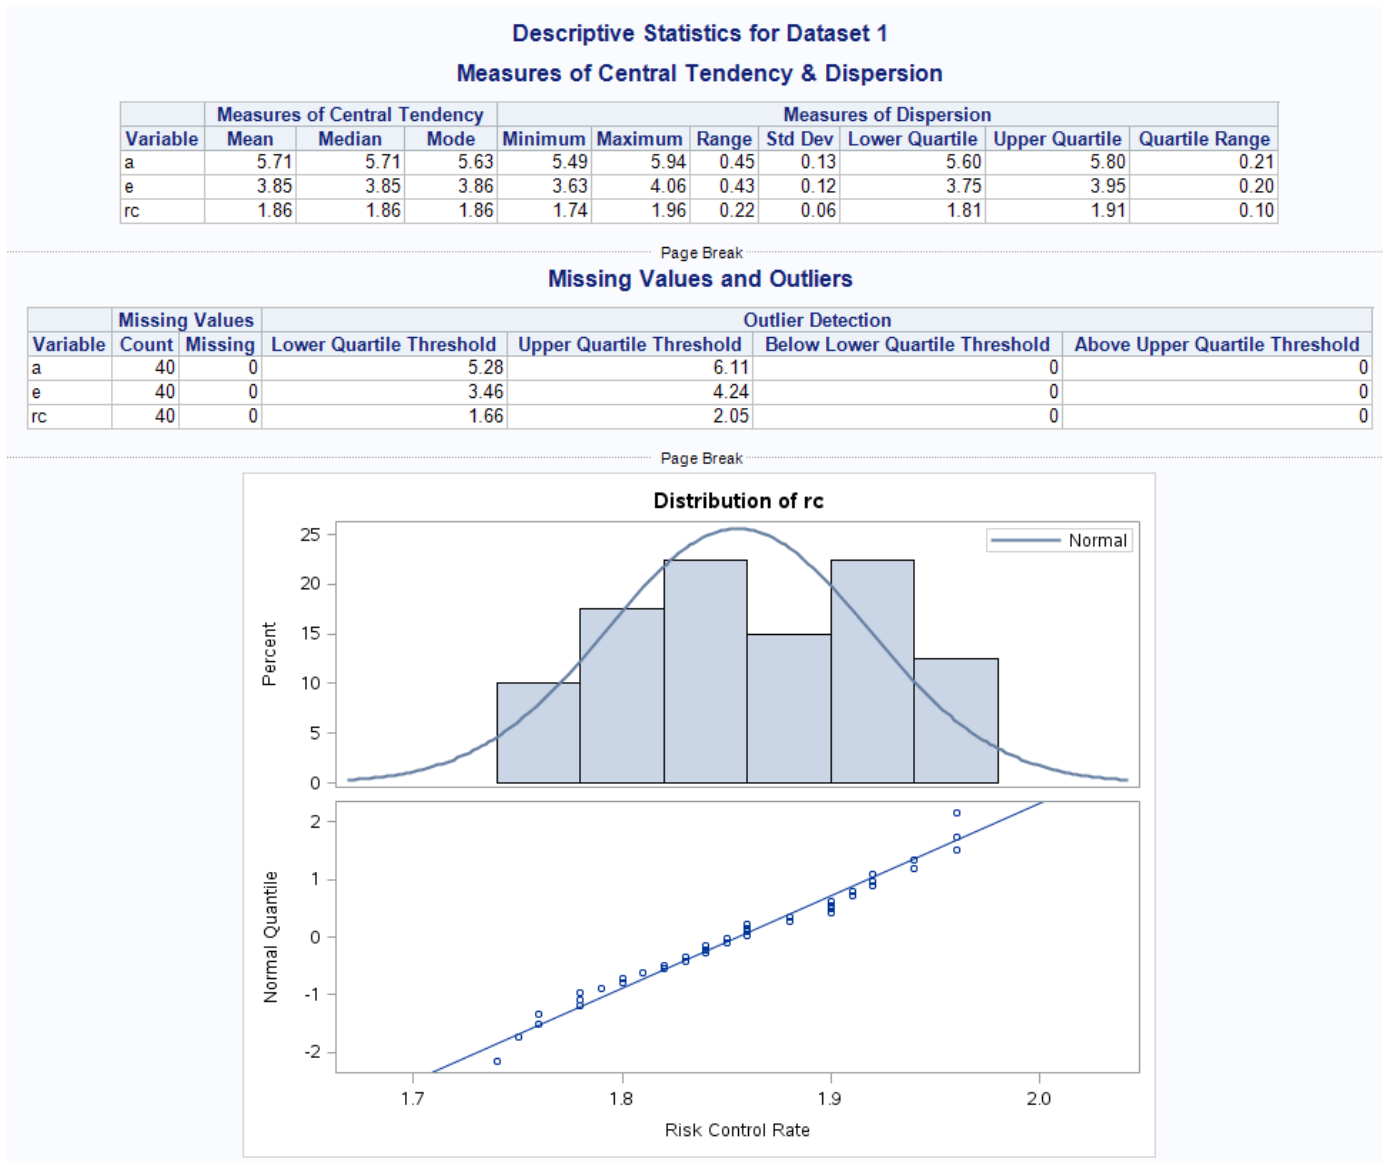 Descriptive Statistics for Dataset 1
Measures of Central Tendency & Dispersion
Measures of Central Tendency Measures of Dispersion
Variable Mean Median Mode Minimum Maximum Range Std Dev Lower Quartile Upper Quartile Quartile Range
a 5.71 5.71 5.63 5.49 5.94 0.45 0.13 5.60 5.80 0.21
e 3.85 3.85 3.86 3.63 4.06 0.43 0.12 3.75 3.95 0.20
rc 1.86 1.86 1.86 1.74 1.96 0.22 0.06 1.81 1.91 0.10
Page Break
Missing Values and Outliers
Missing Values Outlier Detection
Variable Count Missing Lower Quartile Threshold Upper Quartile Threshold Below Lower Quartile Threshold Above Upper Quartile Threshold
a 40 0 5.28 6.11 0 0
e 40 0 3.46 4.24 0 0
rc 40 0 1.66 2.05 0 0
Page Break
Distribution of rc
Normal
25
20
15
10
5
0
Percent
2
1
0
-1
-2
Normal Quantile
1.7 1.8 1.9 2.0
Risk Control Rate